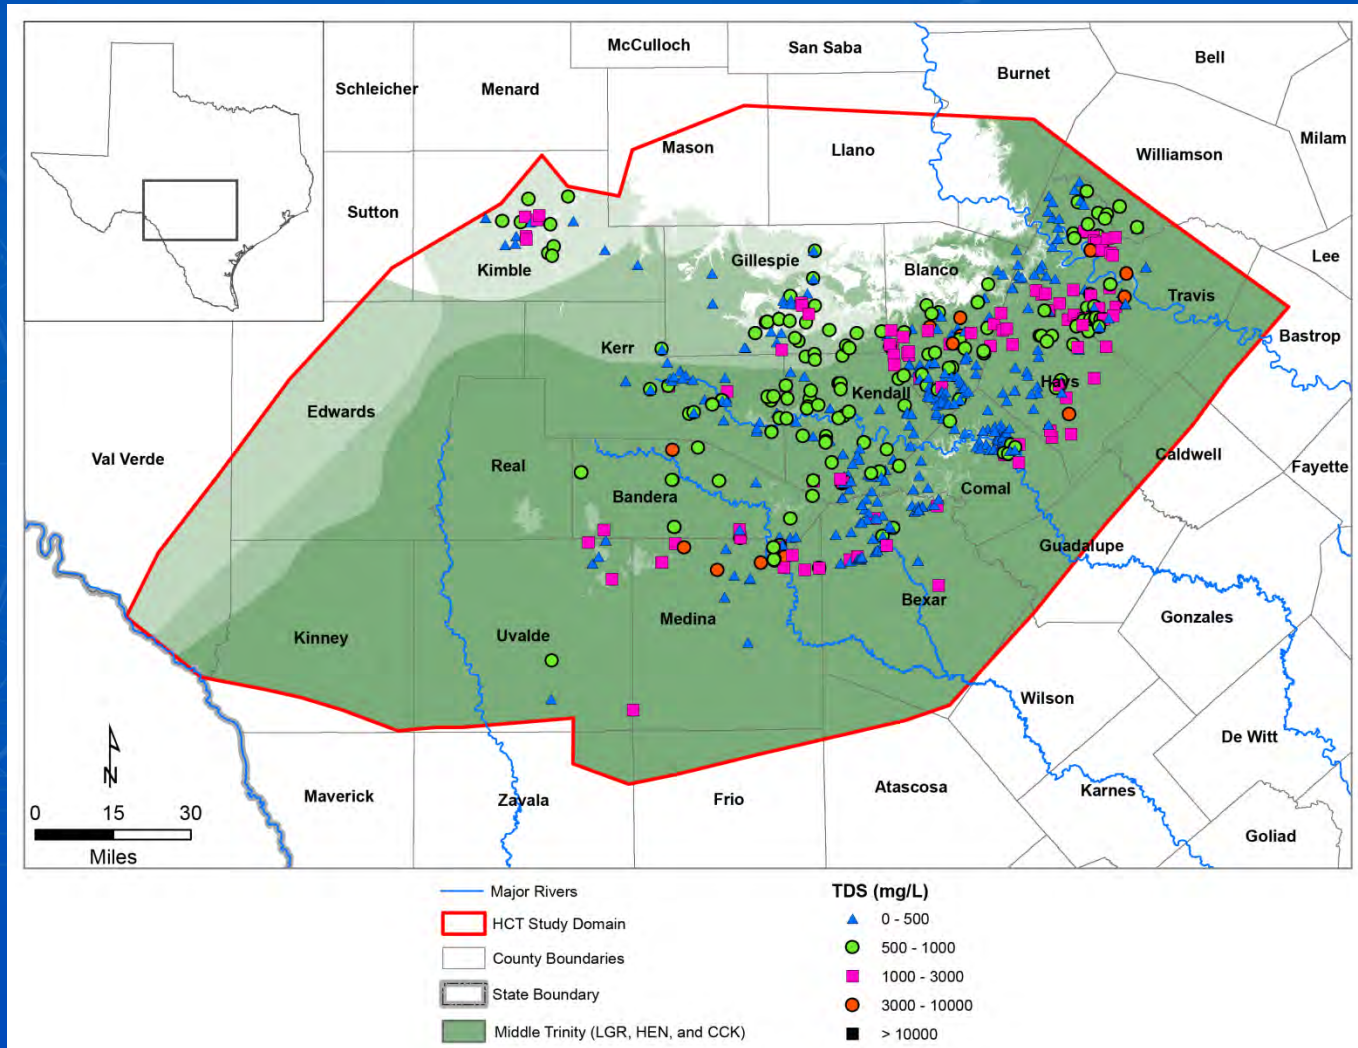 McCulloch
San Saba
Burnet
Bell
Schleicher
Menard
Milam
Mason
Llano
Williamson
Sutton
Kimble
Gillespie
Blanco
Lee
Travis
Bastrop
Kerr
Edwards
Kendall
Hays
Val Verde
Real
Bandera
Comal
Caldwell
Fayette
Guadalupe
Bexar
Kinney
Uvalde
Medina
Gonzales
Wilson
De Witt
N
Maverick
Zavala
Frio
Atascosa
Karnes
Goliad
0 15 30
Miles
Major Rivers
HCT Study Domain
County Boundaries
State Boundary
Middle Trinity (LGR, HEN, and CCK)
TDS (mg/L)
0 - 500
500 - 1000
1000 - 3000
3000 - 10000
> 10000